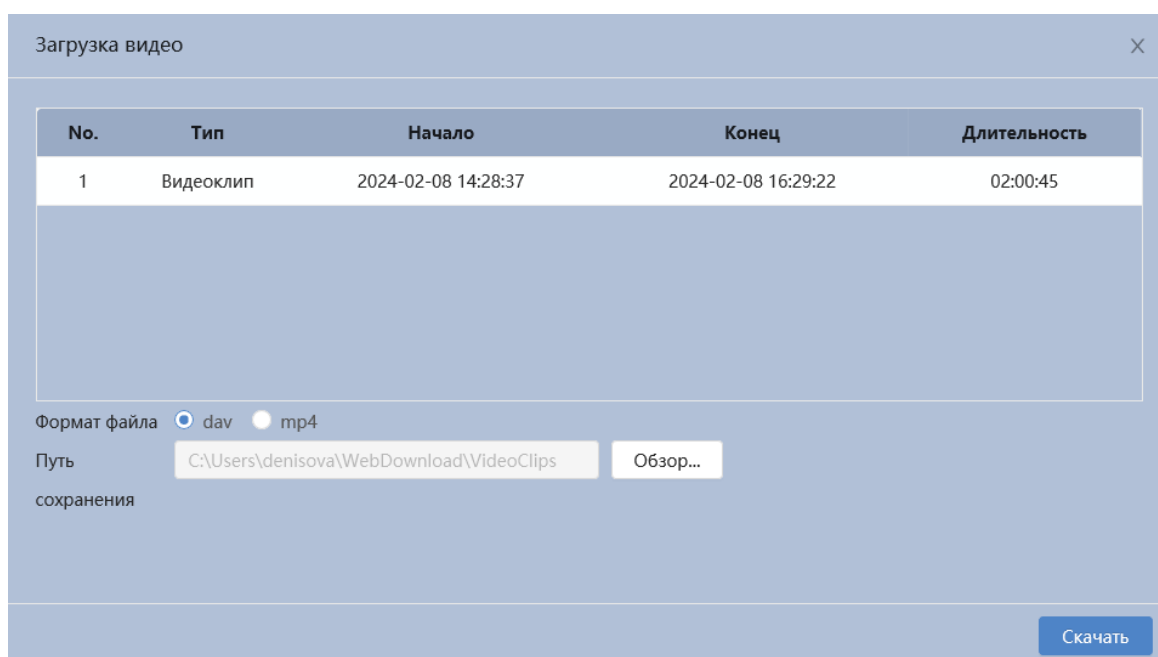 Загрузка видео
No. Тип Начало Конец Длительность
1 Видеоклип 2024-02-08 14:28:37 2024-02-08 16:29:22 02:00:45
Формат файла dav mp4
Путь C:\Users\denisova\WebDownload\VideoClips Обзор...
сохранения
Скачать